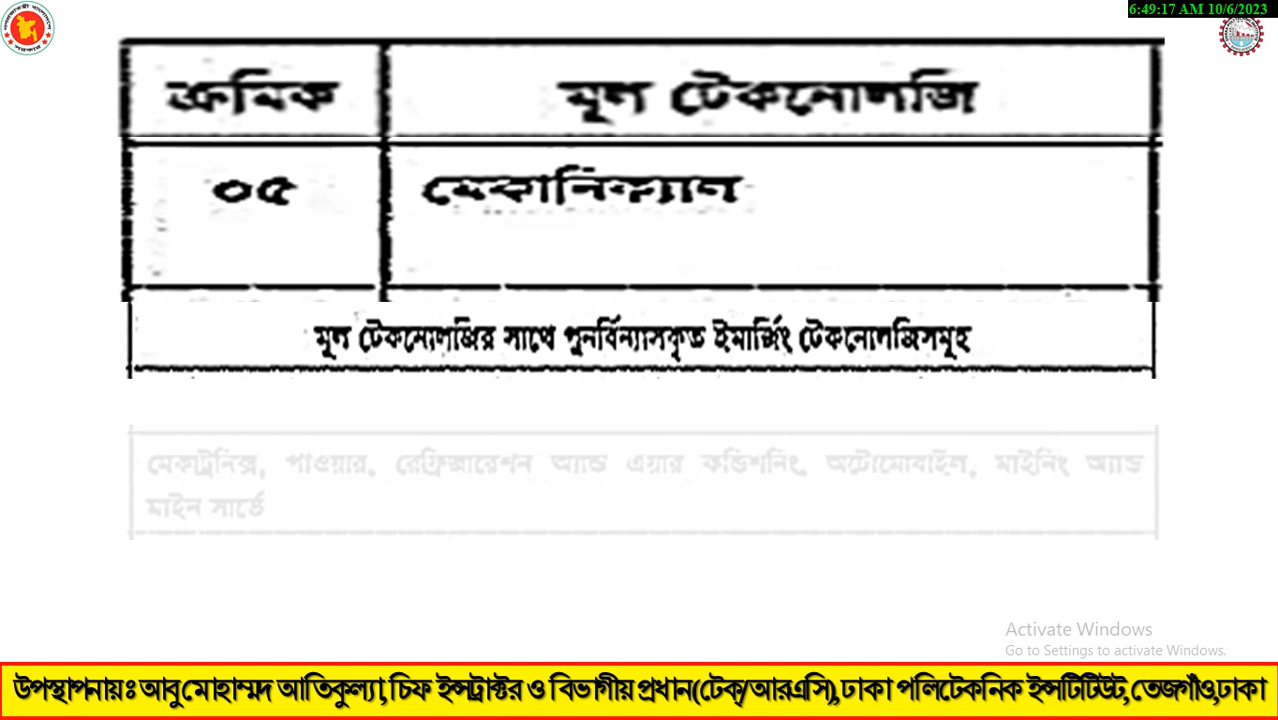 6:49:17 AM 10/6/2023
ক্রমিক মূল টেকনোলজি
০৫ মেকানিক্যাল
মূল টেকনোলজির সাথে পুনর্বিন্যাসকৃত ইমার্জিং টেকনোলজিসমূহ
মেকাট্রনিক্স, পাওয়ার, রেফ্রিজারেশন অ্যান্ড এয়ার কন্ডিশনিং, অটোমোবাইল, মাইনিং অ্যান্ড
মাইন সার্ভে
Activate Windows
Go to Settings to activate Windows.
উপস্থাপনায়ঃ আবু মোহাম্মদ আতিকুল্যা, চিফ ইন্সট্রাক্টর ও বিভাগীয় প্রধান(টেক/আরএসি), ঢাকা পলিটেকনিক ইন্সটিটিউট, তেজগাঁও,ঢাকা